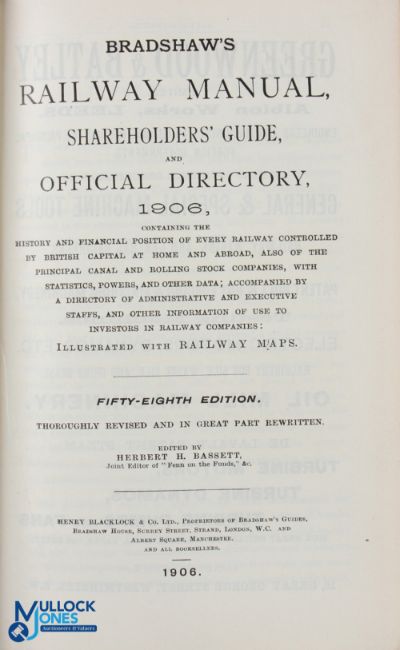 BRADSHAW'S
RAILWAY MANUAL,
SHAREHOLDERS' GUIDE,
AND
OFFICIAL DIRECTORY,
1906,
CONTAINING THE
HISTORY AND FINANCIAL POSITION OF EVERY RAILWAY CONTROLLED
BY BRITISH CAPITAL AT HOME AND ABROAD, ALSO OF THE
PRINCIPAL CANAL AND ROLLING STOCK COMPANIES, WITH
STATISTICS, POWERS, AND OTHER DATA; ACCOMPANIED BY
A DIRECTORY OF ADMINISTRATIVE AND EXECUTIVE
STAFFS, AND OTHER INFORMATION OF USE TO
INVESTORS IN RAILWAY COMPANIES:
ILLUSTRATED WITH RAILWAY MAPS.
FIFTY-EIGHTH EDITION.
THOROUGHLY REVISED AND IN GREAT PART REWRITTEN.
EDITED BY
HERBERT H. BASSETT,
Joint Editor of "Fenn on the Funds," &c.
HENRY BLACKLOCK & CO. LTD., PROPRIETORS OF BRADSHAW'S GUIDES,
BRADSHAW HOUSE, SURREY STREET, STRAND, LONDON, W.C. AND
ALBERT SQUARE, MANCHESTER.
AND ALL BOOKSELLERS.
1906.
MULLOCK
JONES
Auctioneers & Valuers